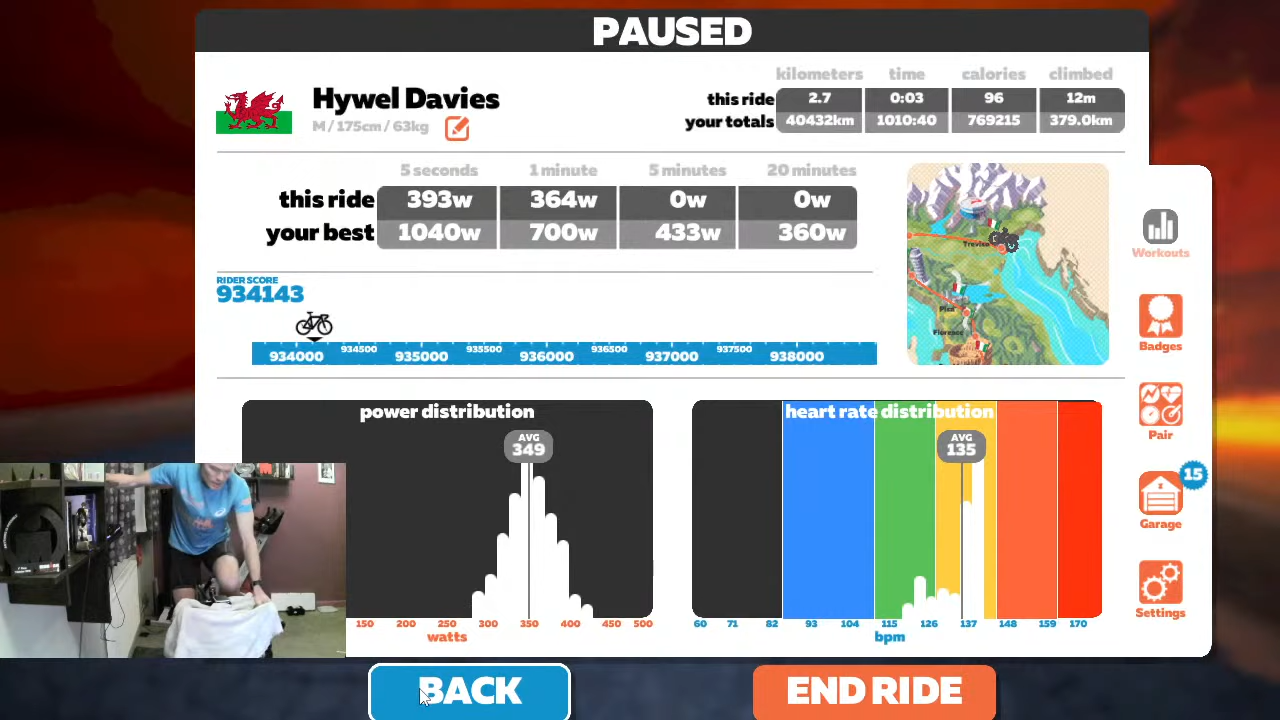 PAUSED
Hywel Davies
M / 175cm / 63kg
kilometers time calories climbed
this ride 2.7 0:03 96 12m
your totals 40432km 1010:40 769215 379.0km
5 seconds 1 minute 5 minutes 20 minutes
this ride 393w 364w 0w 0w
your best 1040w 700w 433w 360w
Treviso
Pisa
Florence
RIDER SCORE
934143
934000 934500 935000 935500 936000 936500 937000 937500 938000
Workouts
Badges
Pair
15
Garage
Settings
power distribution
AVG
349
150 200 250 300 350 400 450 500
watts
heart rate distribution
AVG
135
60 71 82 93 104 115 126 137 148 159 170
bpm
BACK
END RIDE